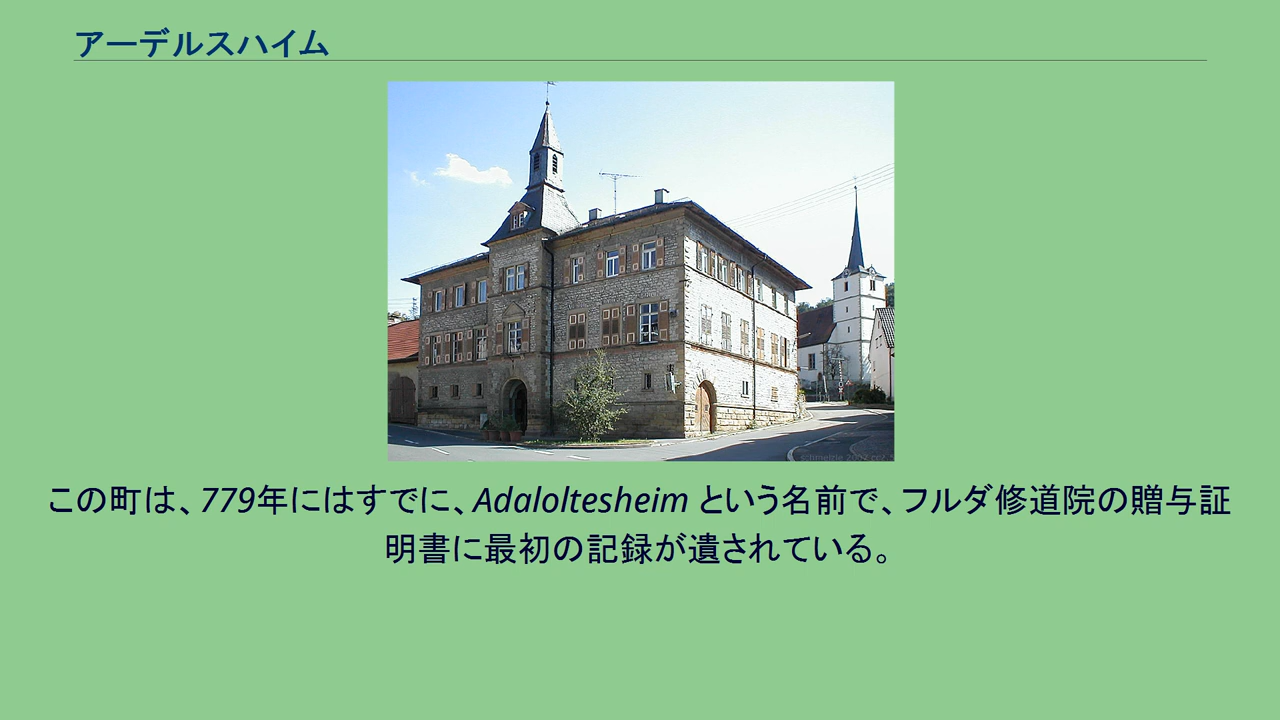 アーデルスハイム
この町は、779年にはすでに、Adaloltesheim という名前で、フルダ修道院の贈与証
明書に最初の記録が遺されている。